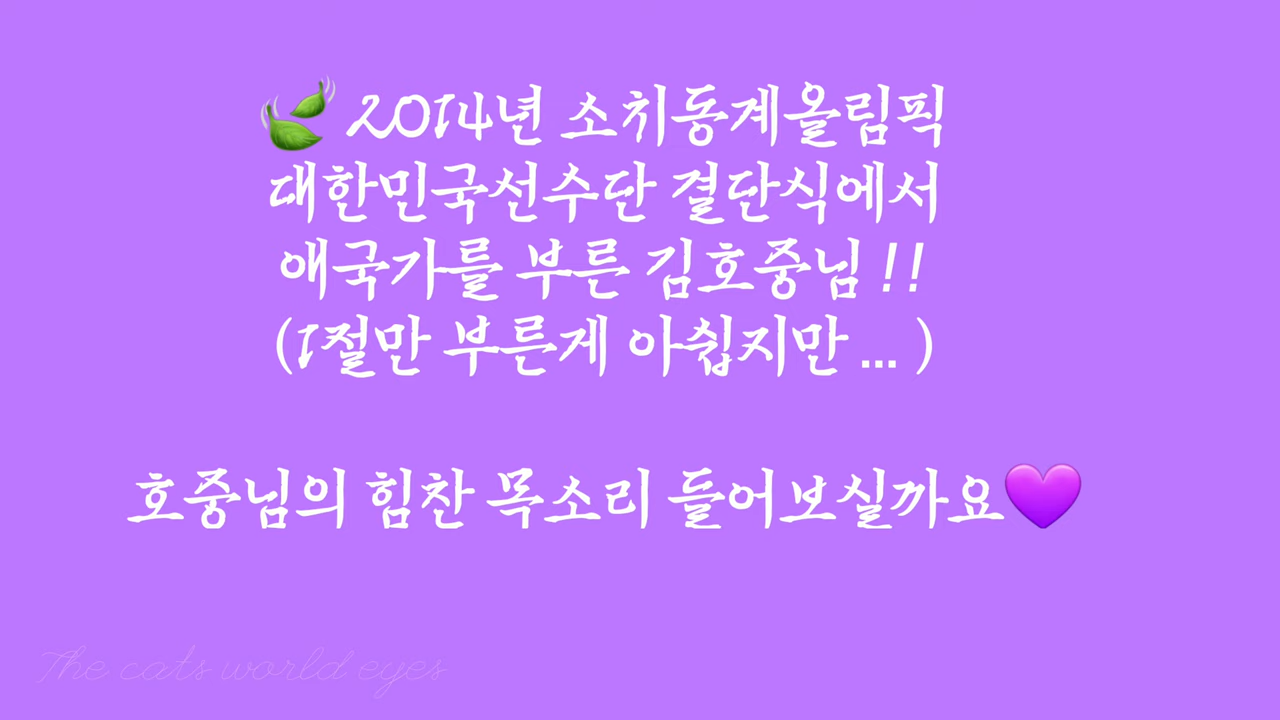 🍃 2014년 소치동계올림픽
대한민국선수단 결단식에서
애국가를 부른 김호중님 !!
(1절만 부른게 아쉽지만 ... )
호중님의 힘찬 목소리 들어보실까요💜
The cats world eyes